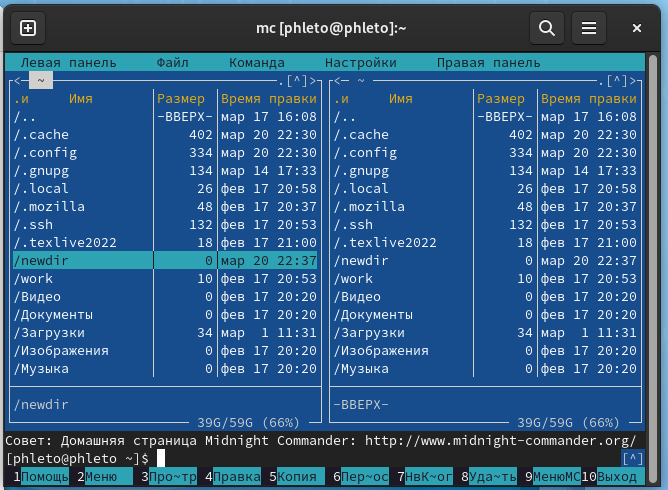 mc [phleto@phleto]:~
Левая панель Файл Команда Настройки Правая панель
<─ ~ .[^]> <─ ~ .[^]>
.и Имя Размер Время правки .и Имя Размер Время правки
/.. -ВВЕРХ- мар 17 16:08 /.. -ВВЕРХ- мар 17 16:08
/.cache 402 мар 20 22:30 /.cache 402 мар 20 22:30
/.config 334 мар 20 22:30 /.config 334 мар 20 22:30
/.gnupg 134 мар 14 17:33 /.gnupg 134 мар 14 17:33
/.local 26 фев 17 20:58 /.local 26 фев 17 20:58
/.mozilla 48 фев 17 20:37 /.mozilla 48 фев 17 20:37
/.ssh 132 фев 17 20:53 /.ssh 132 фев 17 20:53
/.texlive2022 18 фев 17 21:00 /.texlive2022 18 фев 17 21:00
/newdir 0 мар 20 22:37 /newdir 0 мар 20 22:37
/work 10 фев 17 20:53 /work 10 фев 17 20:53
/Видео 0 фев 17 20:20 /Видео 0 фев 17 20:20
/Документы 0 фев 17 20:20 /Документы 0 фев 17 20:20
/Загрузки 34 мар 1 11:31 /Загрузки 34 мар 1 11:31
/Изображения 0 фев 17 20:20 /Изображения 0 фев 17 20:20
/Музыка 0 фев 17 20:20 /Музыка 0 фев 17 20:20
/newdir -ВВЕРХ-
39G/59G (66%) 39G/59G (66%)
Совет: Домашняя страница Midnight Commander: http://www.midnight-commander.org/
[phleto@phleto ~]$ [^]
1Помощь 2Меню 3Про~тр 4Правка 5Копия 6Пер~ос 7НвК~ог 8Уда~ть 9МенюМС 10Выход